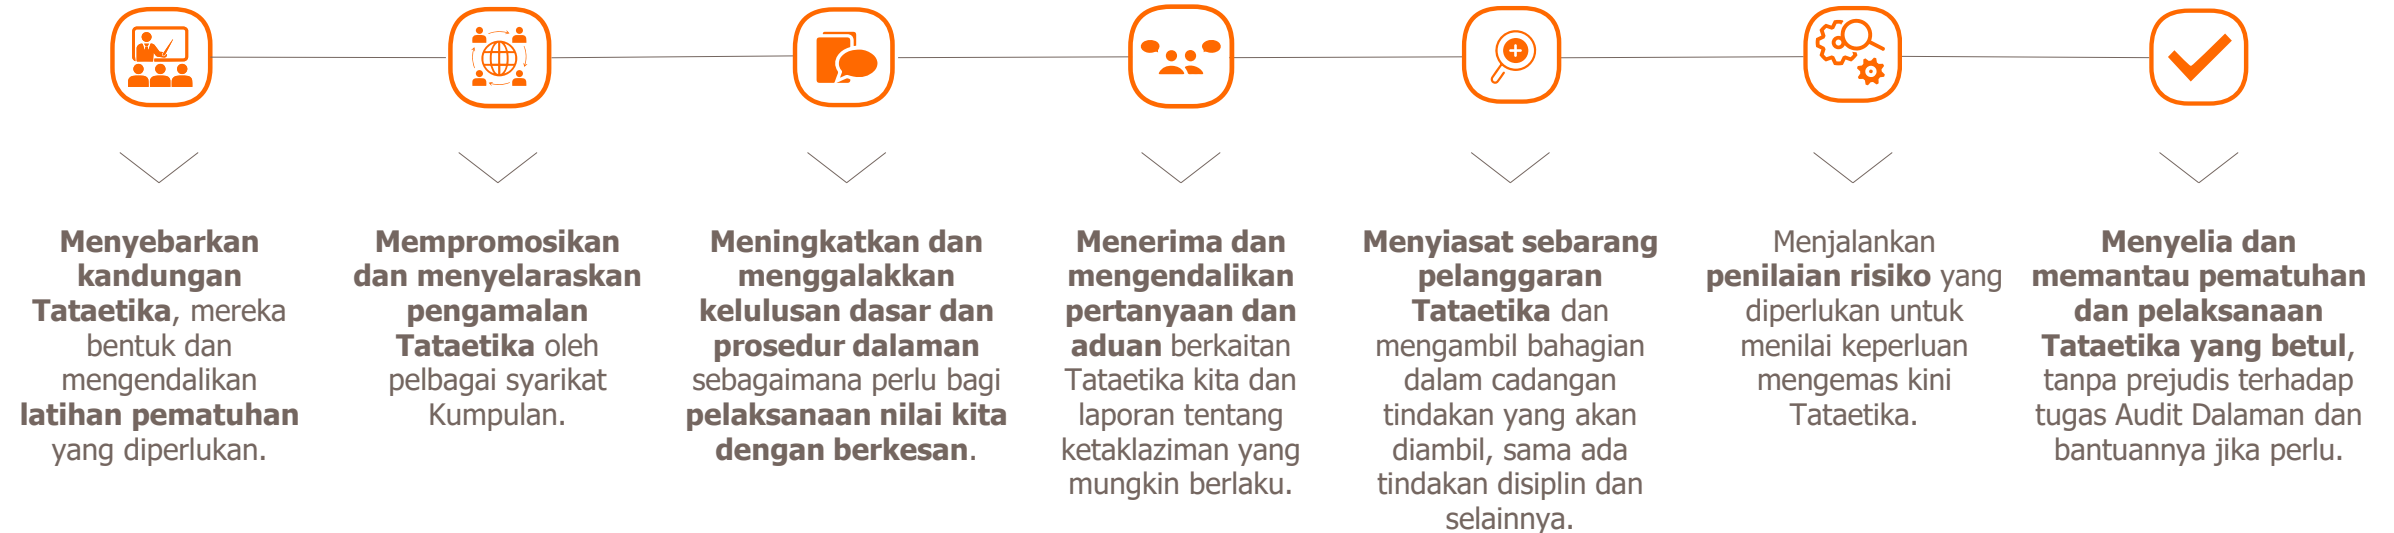 Menyebarkan
kandungan
Tataetika, mereka
bentuk dan
mengendalikan
latihan pematuhan
yang diperlukan.
Mempromosikan
dan menyelaraskan
pengamalan
Tataetika oleh
pelbagai syarikat
Kumpulan.
Meningkatkan dan
menggalakkan
kelulusan dasar dan
prosedur dalaman
sebagaimana perlu bagi
pelaksanaan nilai kita
dengan berkesan.
Menerima dan
mengendalikan
pertanyaan dan
aduan berkaitan
Tataetika kita dan
laporan tentang
ketaklaziman yang
mungkin berlaku.
Menyiasat sebarang
pelanggaran
Tataetika dan
mengambil bahagian
dalam cadangan
tindakan yang akan
diambil, sama ada
tindakan disiplin dan
selainnya.
Menjalankan
penilaian risiko yang
diperlukan untuk
menilai keperluan
mengemas kini
Tataetika.
Menyelia dan
memantau pematuhan
dan pelaksanaan
Tataetika yang betul,
tanpa prejudis terhadap
tugas Audit Dalaman dan
bantuannya jika perlu.